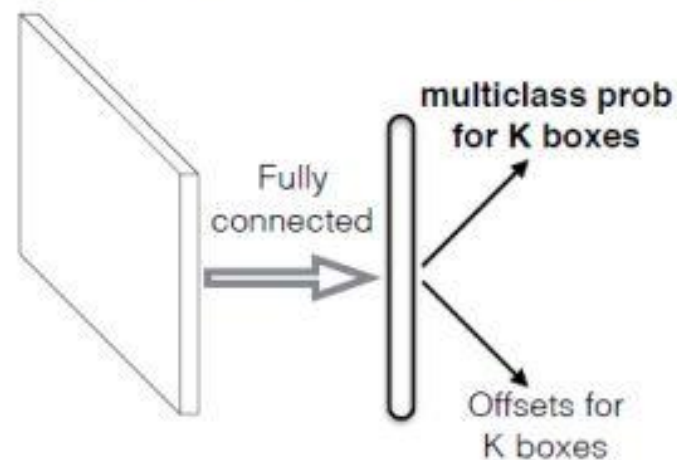 multiclass prob
for K boxes
Fully
connected
Offsets for
K boxes